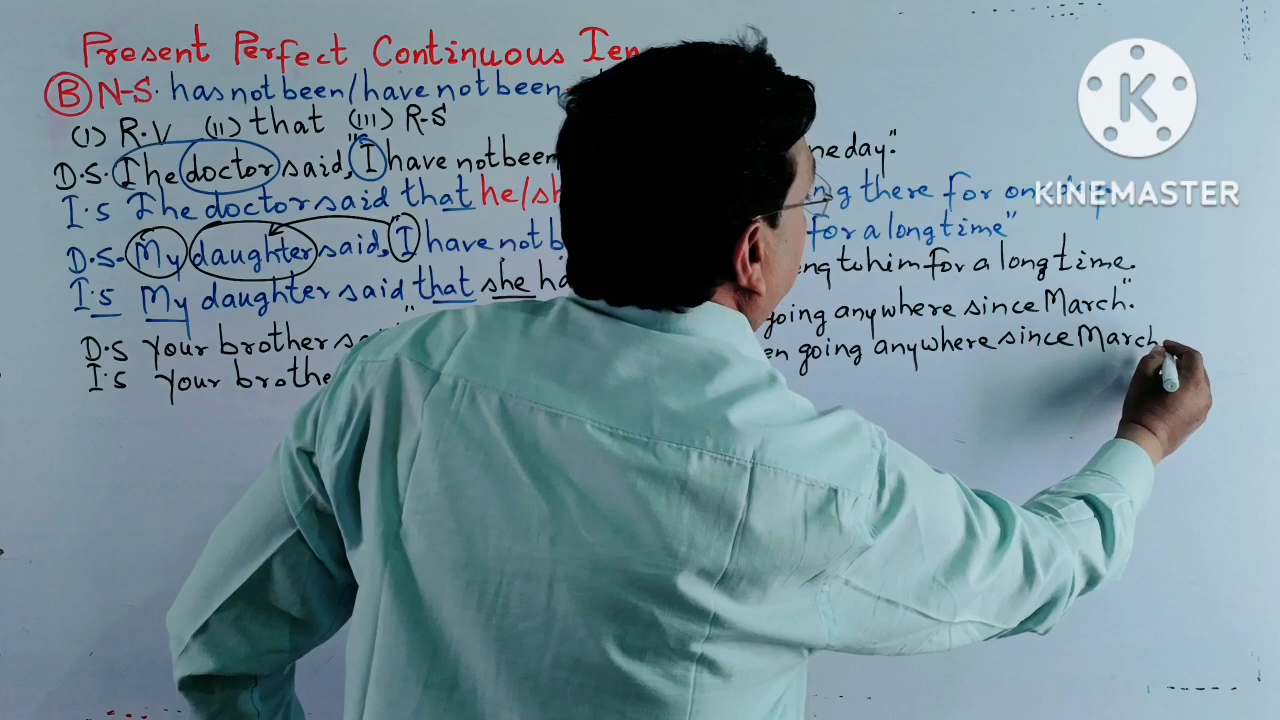 Present Perfect Continuous Ten
(B) N-S. has not been/have not been
(I) R.V (II) that (III) R-S
D.S. The doctor said, "I have not been ne day."
I.S The doctor said that he/sh ng there for one day
D.S- My daughter said, "I have not b for a long time"
I.S My daughter said that she ha ng to him for a long time.
D.S Your brother sa going anywhere since March".
I.S Your brothe en going anywhere since March
K
KINEMASTER